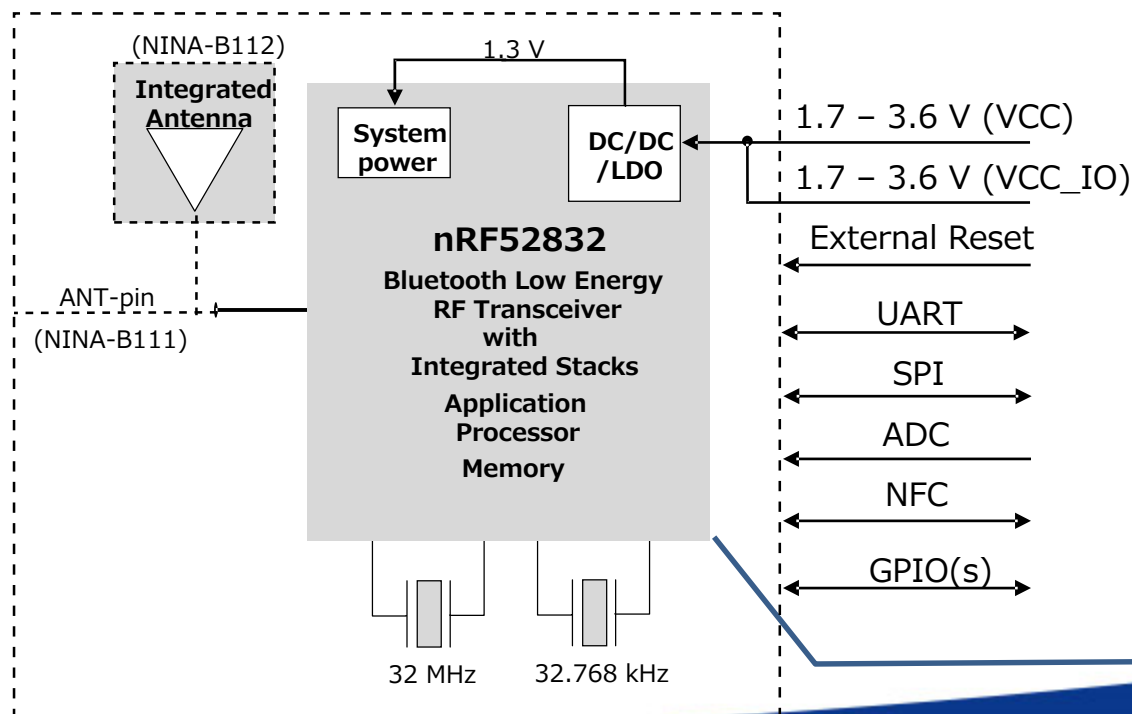 (NINA-B112)
Integrated
Antenna
1.3 V
System
power
DC/DC
/LDO
1.7 – 3.6 V (VCC)
1.7 – 3.6 V (VCC_IO)
nRF52832
Bluetooth Low Energy
RF Transceiver
with
Integrated Stacks
Application
Processor
Memory
ANT-pin
(NINA-B111)
External Reset
UART
SPI
ADC
NFC
GPIO(s)
32 MHz
32.768 kHz